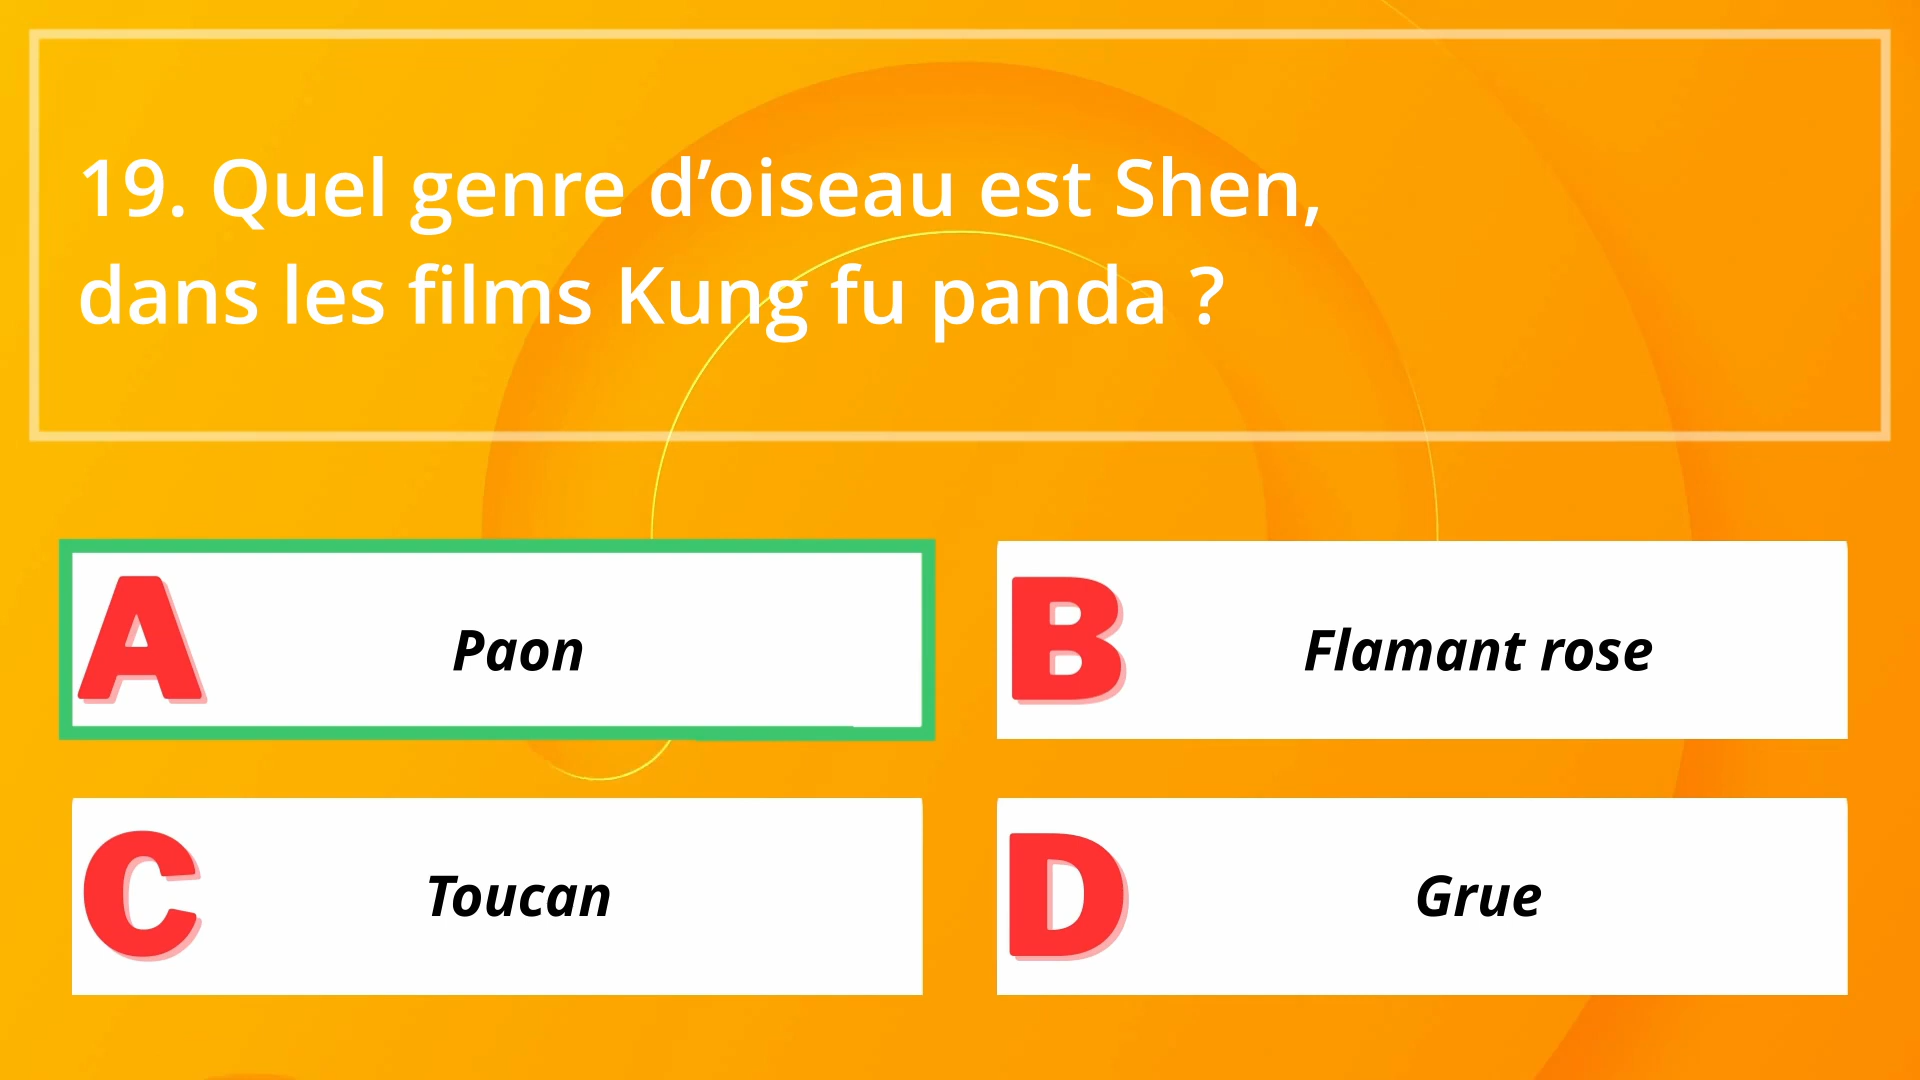 19. Quel genre d’oiseau est Shen,
dans les films Kung fu panda ?
A Paon
B Flamant rose
C Toucan
D Grue